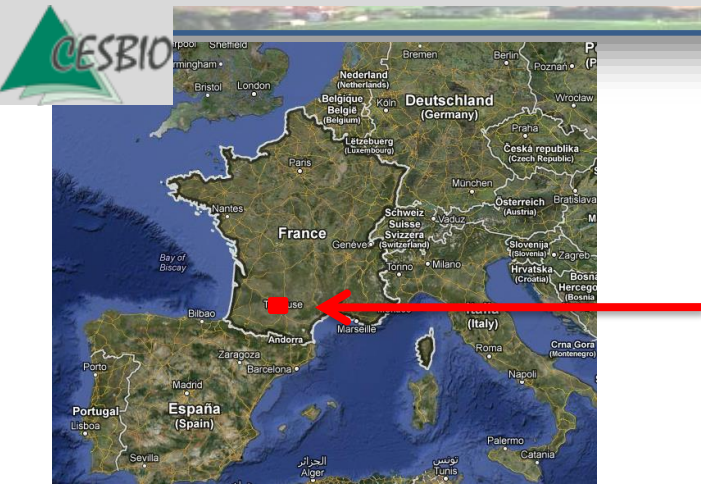 CESBIO
Sheffield
Bremen
Berlin
Poznań
Nederland
(Netherlands)
Bristol
London
Belgique
België
(Belgium)
Köln
Deutschland
(Germany)
Wrocław
Lëtzebuerg
(Luxembourg)
Praha
Česká republika
(Czech Republic)
Paris
München
Österreich
(Austria)
Bratislava
Nantes
Schweiz
Suisse
Svizzera
(Switzerland)
Vaduz
France
Genève
Slovenija
(Slovenia)
Zagreb
Bay of
Biscay
Torino
Milano
Hrvatska
(Croatia)
(Bosnia
(Italy)
Bilbao
Marseille
Andorra
Crna Gora
(Montenegro)
Roma
Zaragoza
Barcelona
Porto
Napoli
Madrid
Portugal
España
(Spain)
Lisboa
Palermo
Catania
Sevilla
الجزائر
Alger
تونس
Tunis